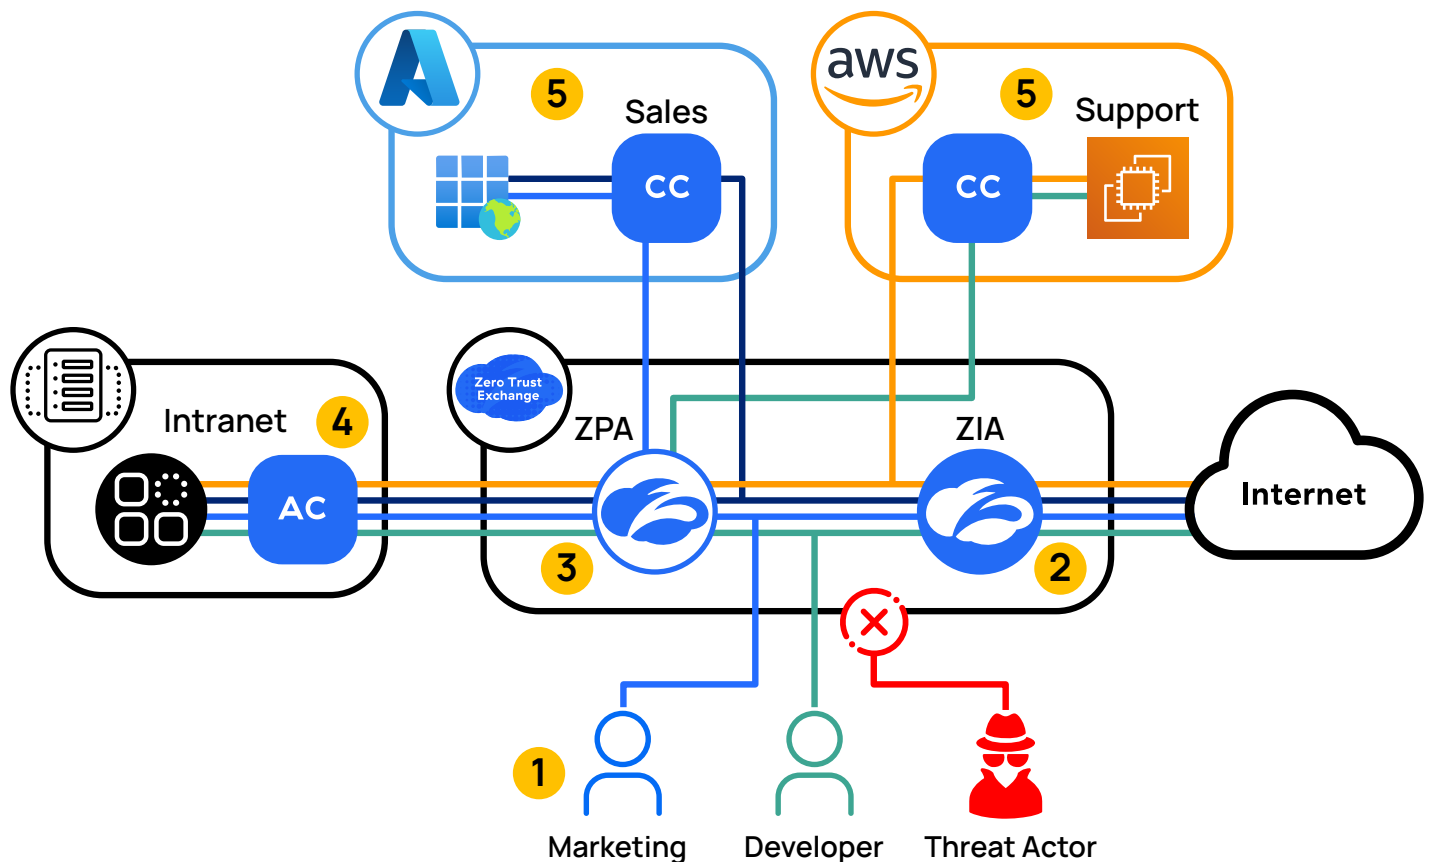 aws
5
5
Sales
Support
CC
CC
Zero Trust
Exchange
Intranet
4
ZPA
ZIA
AC
Internet
3
2
1
Marketing
Developer
Threat Actor